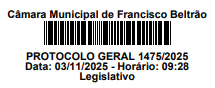 Câmara Municipal de Francisco Beltrão
PROTOCOLO GERAL 1475/2025
Data: 03/11/2025 - Horário: 09:28
Legislativo